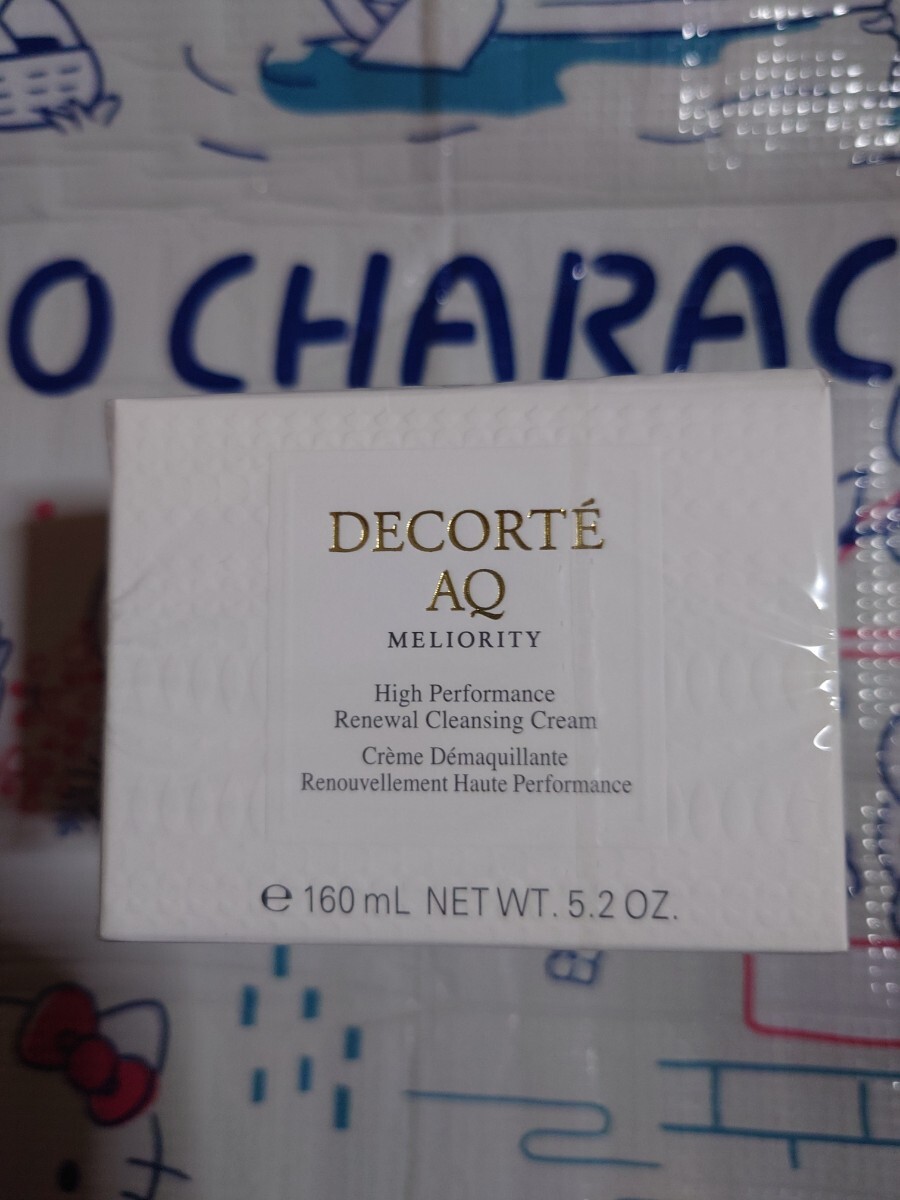 O CHARAC
DECORTÉ
AQ
MELIORITY
High Performance
Renewal Cleansing Cream
Crème Démaquillante
Renouvellement Haute Performance
℮ 160 mL NET WT. 5.2 OZ.